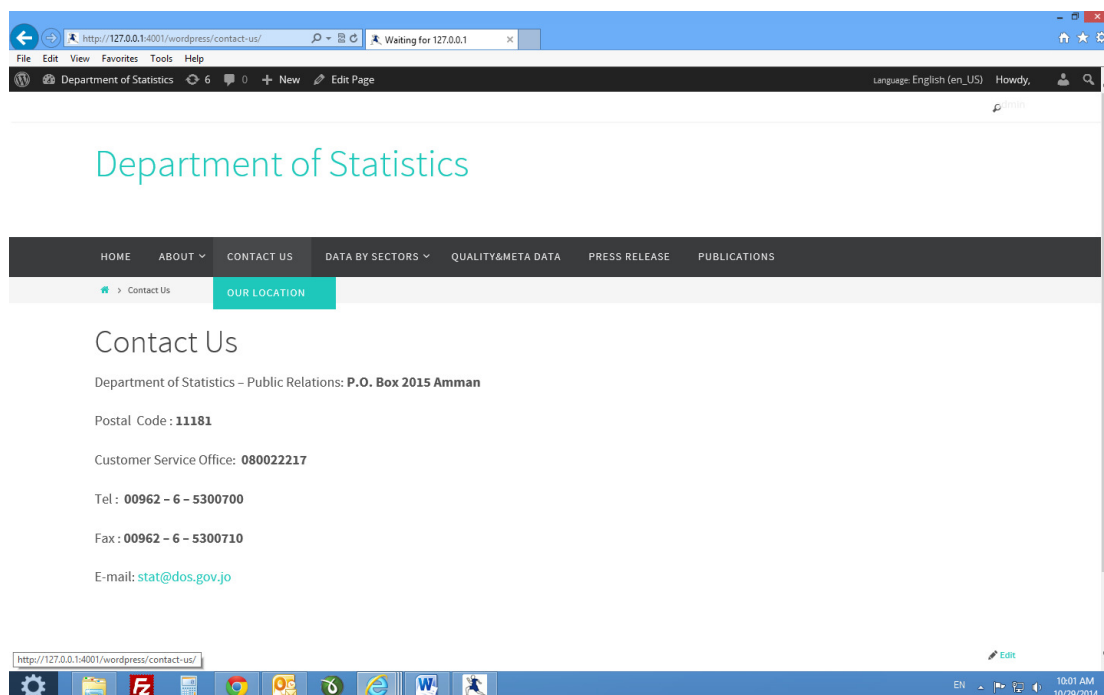 http://127.0.0.1:4001/wordpress/contact-us/
Waiting for 127.0.0.1
File Edit View Favorites Tools Help
Department of Statistics 6 0 + New Edit Page Language: English (en_US) Howdy,
admin
Department of Statistics
HOME ABOUT CONTACT US DATA BY SECTORS QUALITY&META DATA PRESS RELEASE PUBLICATIONS
> Contact Us
OUR LOCATION
Contact Us
Department of Statistics – Public Relations: P.O. Box 2015 Amman
Postal Code : 11181
Customer Service Office: 080022217
Tel : 00962 – 6 – 5300700
Fax : 00962 – 6 – 5300710
E-mail: stat@dos.gov.jo
Edit
http://127.0.0.1:4001/wordpress/contact-us/
EN 10:01 AM
10/29/2014